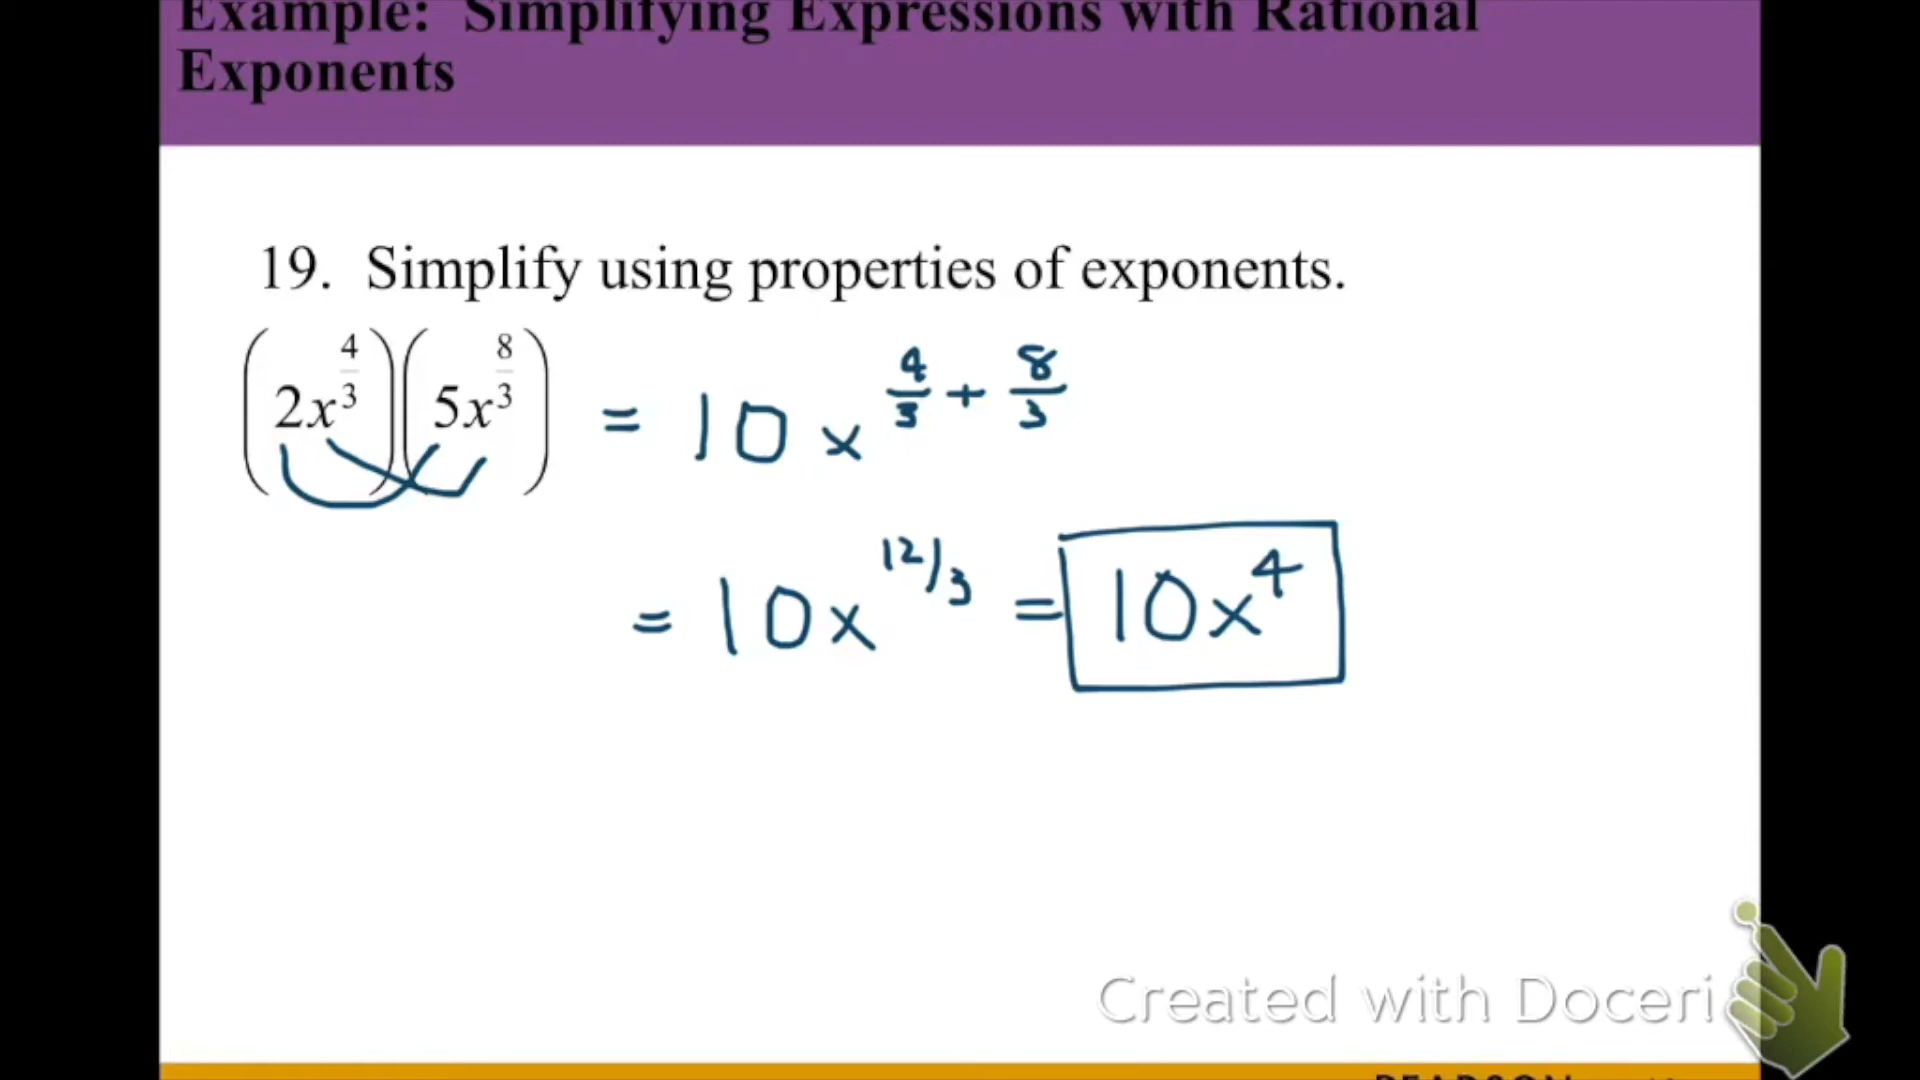 Example: Simplifying Expressions with Rational
Exponents
19. Simplify using properties of exponents.
(2x^(4/3))(5x^(8/3)) = 10x^(4/3 + 8/3)
= 10x^(12/3) = 10x^4
Created with Doceri